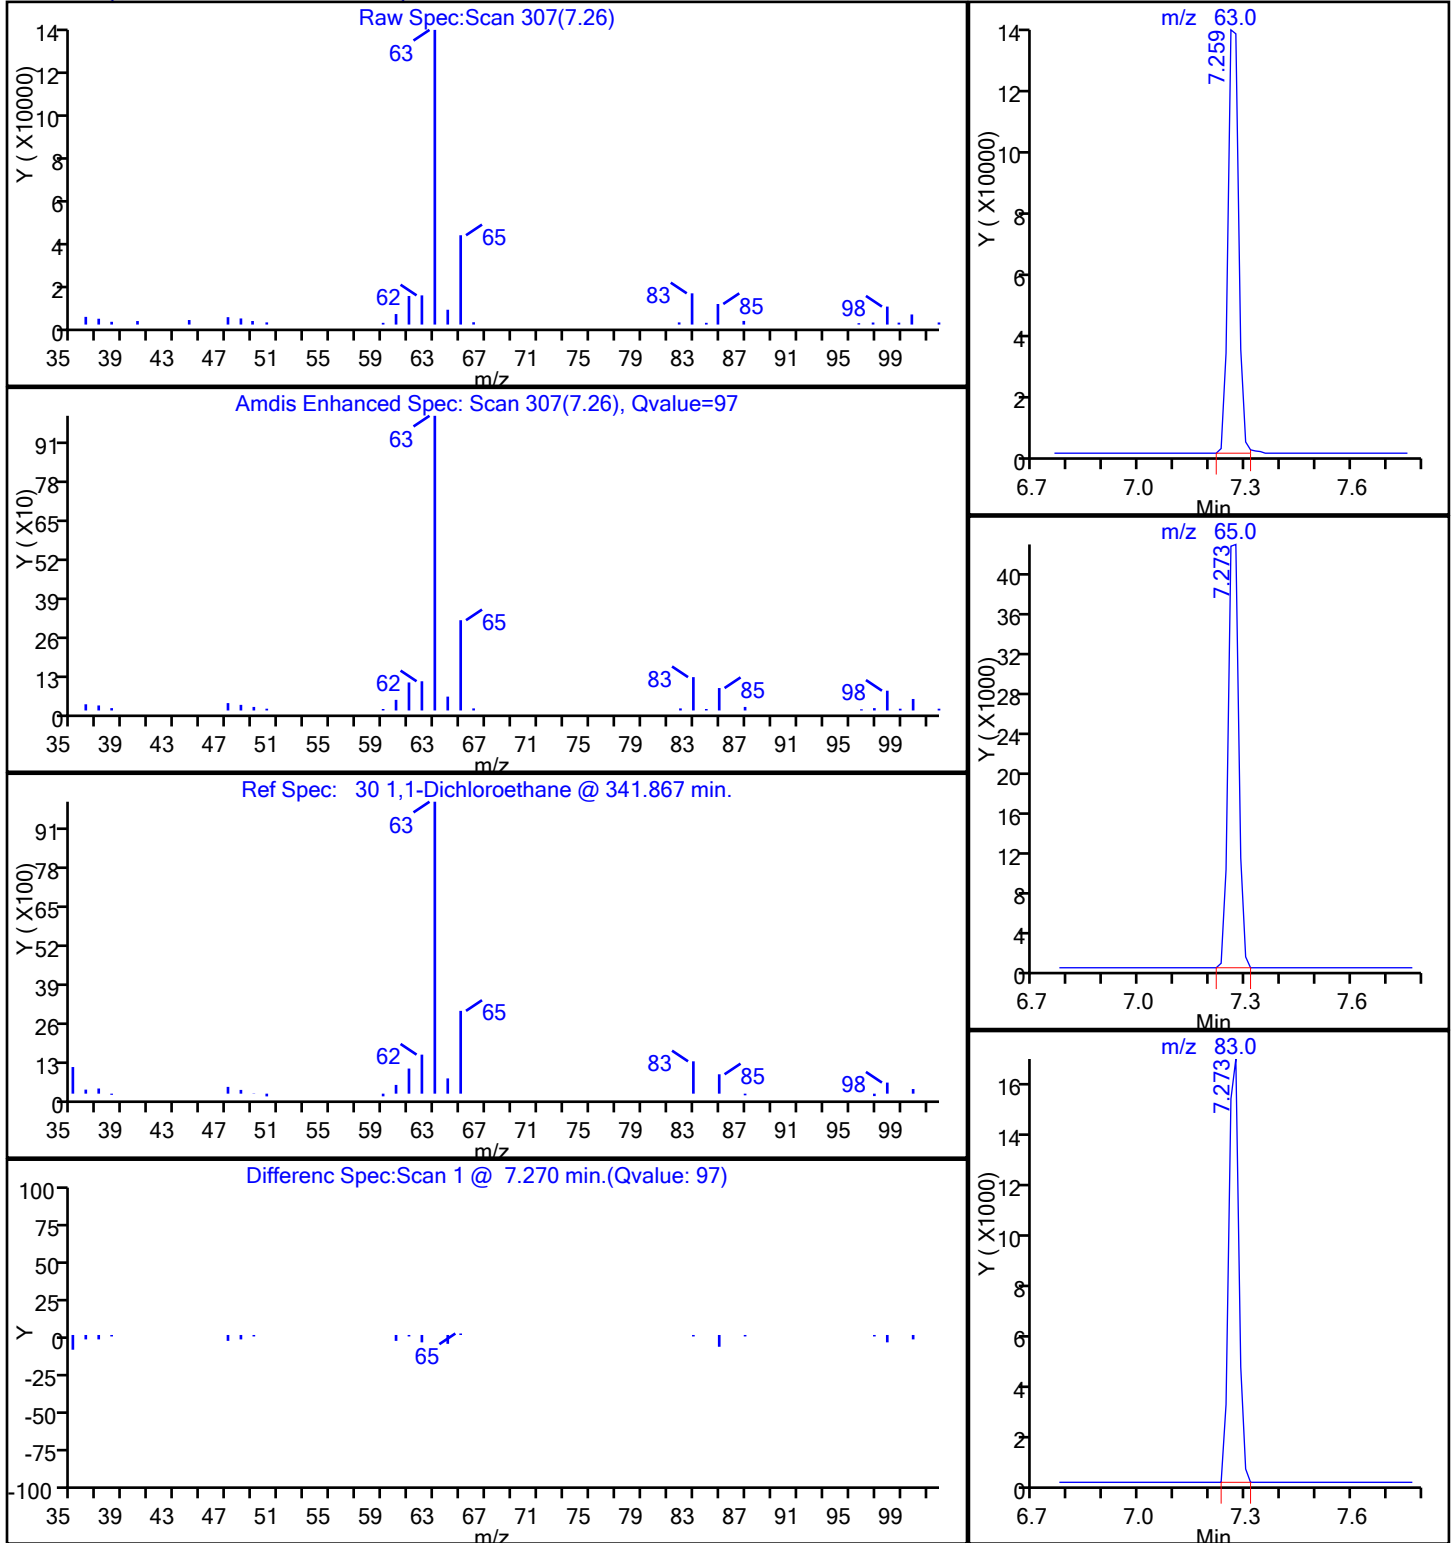 Raw Spec:Scan 307(7.26)
14
12
10
8
6
4
2
0
Y ( X10000)
63
65
62
83
85
98
35 39 43 47 51 55 59 63 67 71 75 79 83 87 91 95 99
m/z
Amdis Enhanced Spec: Scan 307(7.26), Qvalue=97
91
78
65
52
39
26
13
0
Y ( X10)
63
65
62
83
85
98
35 39 43 47 51 55 59 63 67 71 75 79 83 87 91 95 99
m/z
Ref Spec: 30 1,1-Dichloroethane @ 341.867 min.
91
78
65
52
39
26
13
0
Y ( X100)
63
65
62
83
85
98
35 39 43 47 51 55 59 63 67 71 75 79 83 87 91 95 99
m/z
Differenc Spec:Scan 1 @ 7.270 min.(Qvalue: 97)
100
75
50
25
0
-25
-50
-75
-100
Y
65
35 39 43 47 51 55 59 63 67 71 75 79 83 87 91 95 99
m/z
m/z 63.0
14
12
10
8
6
4
2
0
Y ( X10000)
7.259
6.7 7.0 7.3 7.6
Min
m/z 65.0
40
36
32
28
24
20
16
12
8
4
0
Y ( X1000)
7.273
6.7 7.0 7.3 7.6
Min
m/z 83.0
16
14
12
10
8
6
4
2
0
Y ( X1000)
7.273
6.7 7.0 7.3 7.6
Min